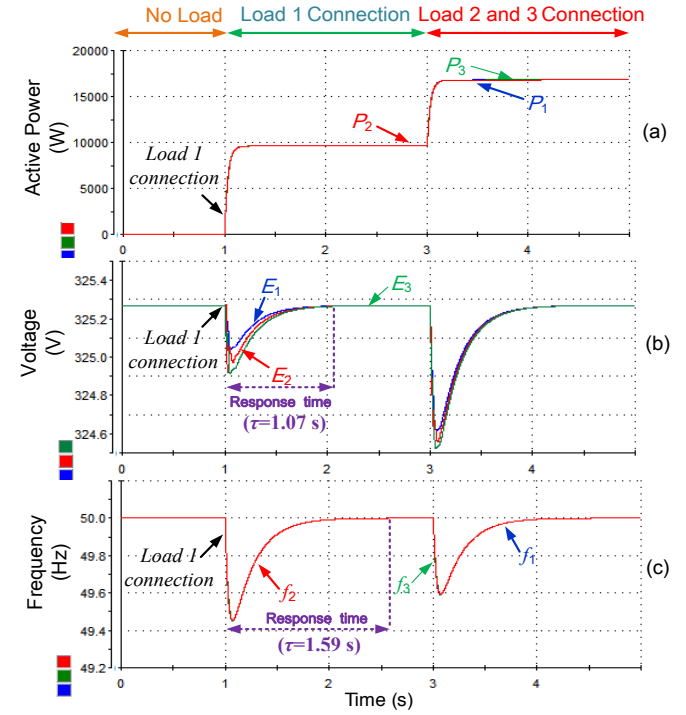 No Load
Load 1 Connection
Load 2 and 3 Connection
20000
15000
10000
5000
0
Active Power
(W)
Load 1
connection
P2
P3
P1
(a)
0
1
2
3
4
325.4
325.2
325.0
324.8
324.6
Voltage
(V)
Load 1
connection
E1
E2
E3
Response time
(τ=1.07 s)
(b)
0
1
2
3
4
50.0
49.8
49.6
49.4
49.2
Frequency
(Hz)
Load 1
connection
f2
f3
f1
Response time
(τ=1.59 s)
(c)
0
1
2
3
4
Time (s)